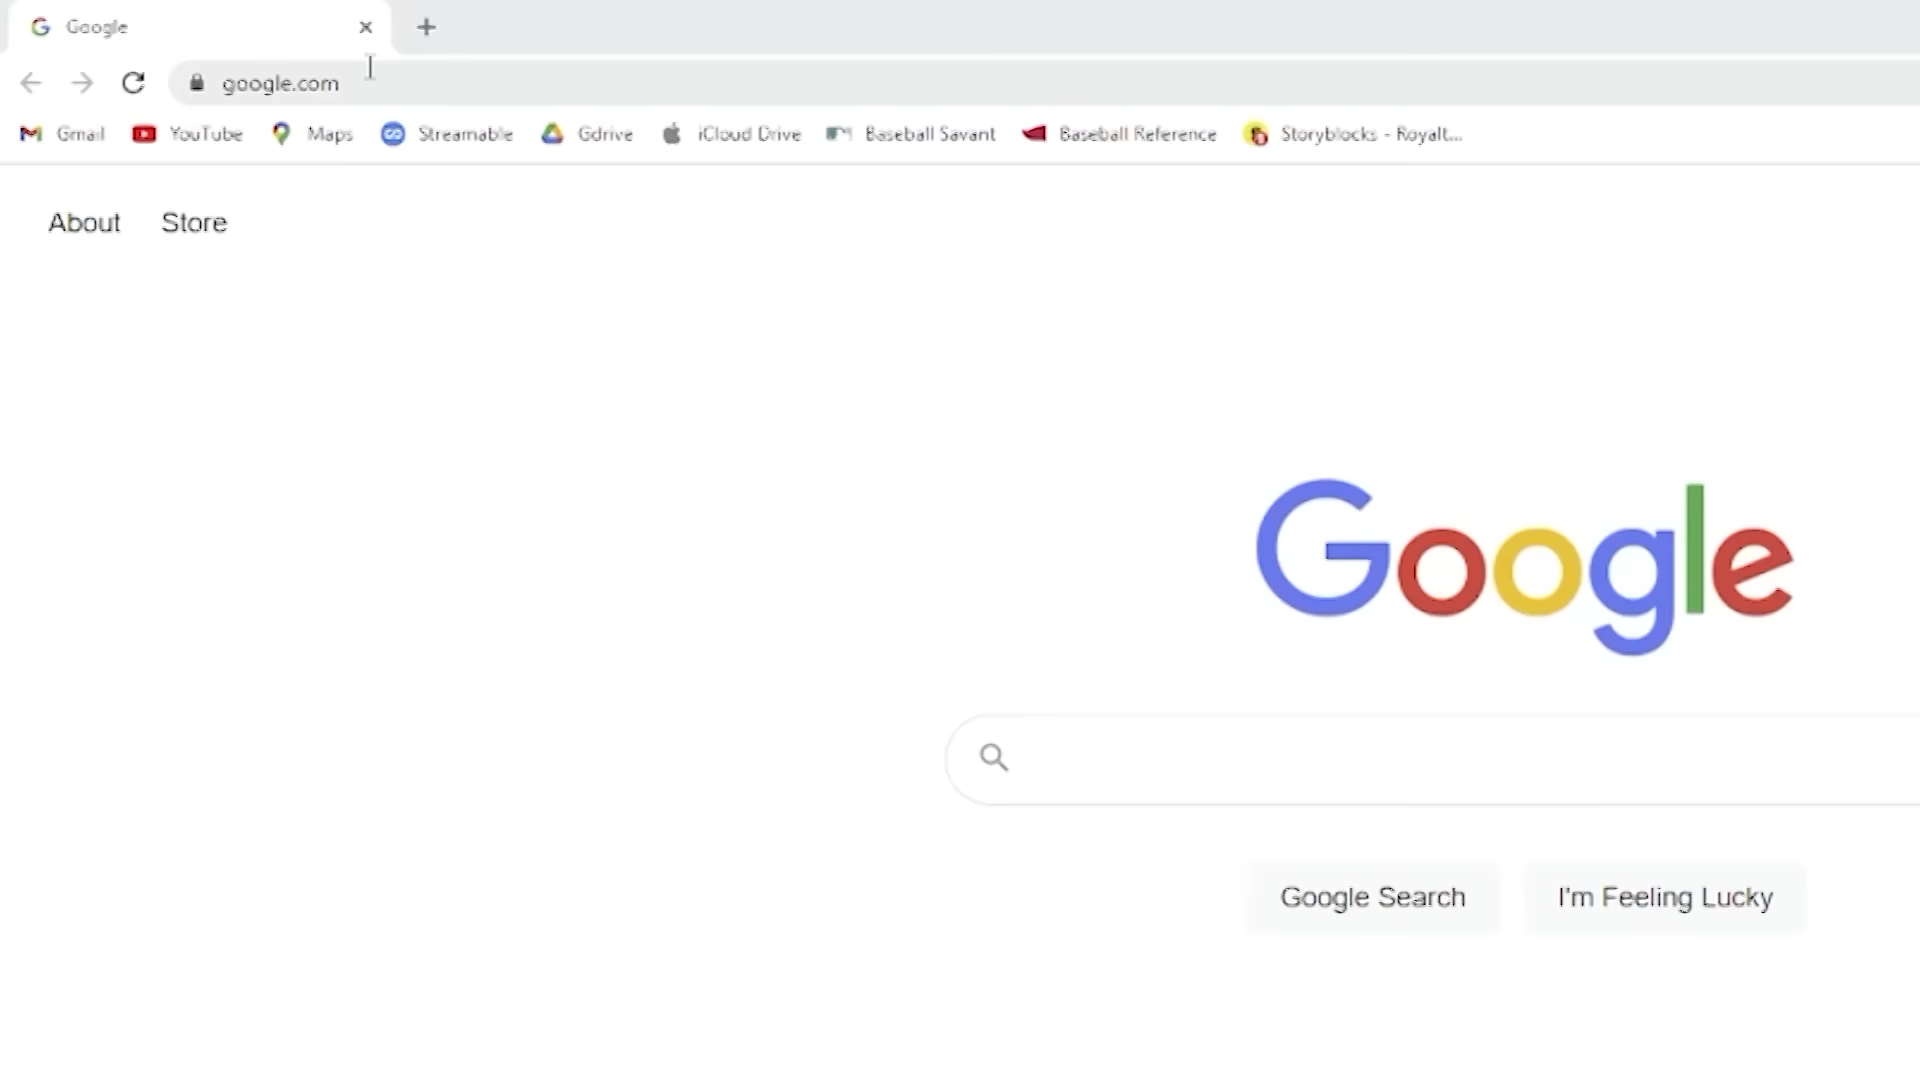 Google
google.com
Gmail YouTube Maps Streamable Gdrive iCloud Drive Baseball Savant Baseball Reference Storyblocks - Royalt...
About Store
Google
Google Search I'm Feeling Lucky